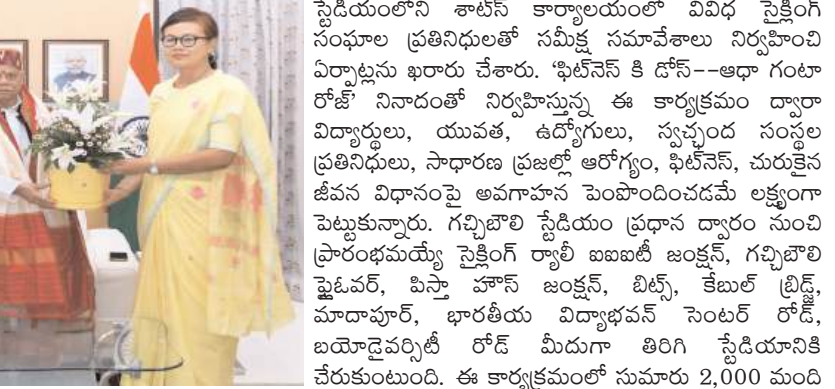 స్టేడియంలోని శాట్స్ కార్యాలయంలో వివిధ సైక్లింగ్
సంఘాల ప్రతినిధులతో సమీక్ష సమావేశాలు నిర్వహించి
ఏర్పాట్లను ఖరారు చేశారు. ‘ఫిట్‌నెస్ కి డోస్--ఆధా గంటా
రోజ్’ నినాదంతో నిర్వహిస్తున్న ఈ కార్యక్రమం ద్వారా
విద్యార్థులు, యువత, ఉద్యోగులు, స్వచ్ఛంద సంస్థల
ప్రతినిధులు, సాధారణ ప్రజల్లో ఆరోగ్యం, ఫిట్‌నెస్, చురుకైన
జీవన విధానంపై అవగాహన పెంపొందించడమే లక్ష్యంగా
పెట్టుకున్నారు. గచ్చిబౌలి స్టేడియం ప్రధాన ద్వారం నుంచి
ప్రారంభమయ్యే సైక్లింగ్ ర్యాలీ ఐఐఐటీ జంక్షన్, గచ్చిబౌలి
ఫ్లైఓవర్, పిస్తా హౌస్ జంక్షన్, బిట్స్, కేబుల్ బ్రిడ్జ్,
మాదాపూర్, భారతీయ విద్యాభవన్ సెంటర్ రోడ్,
బయోడైవర్సిటీ రోడ్ మీదుగా తిరిగి స్టేడియానికి
చేరుకుంటుంది. ఈ కార్యక్రమంలో సుమారు 2,000 మంది